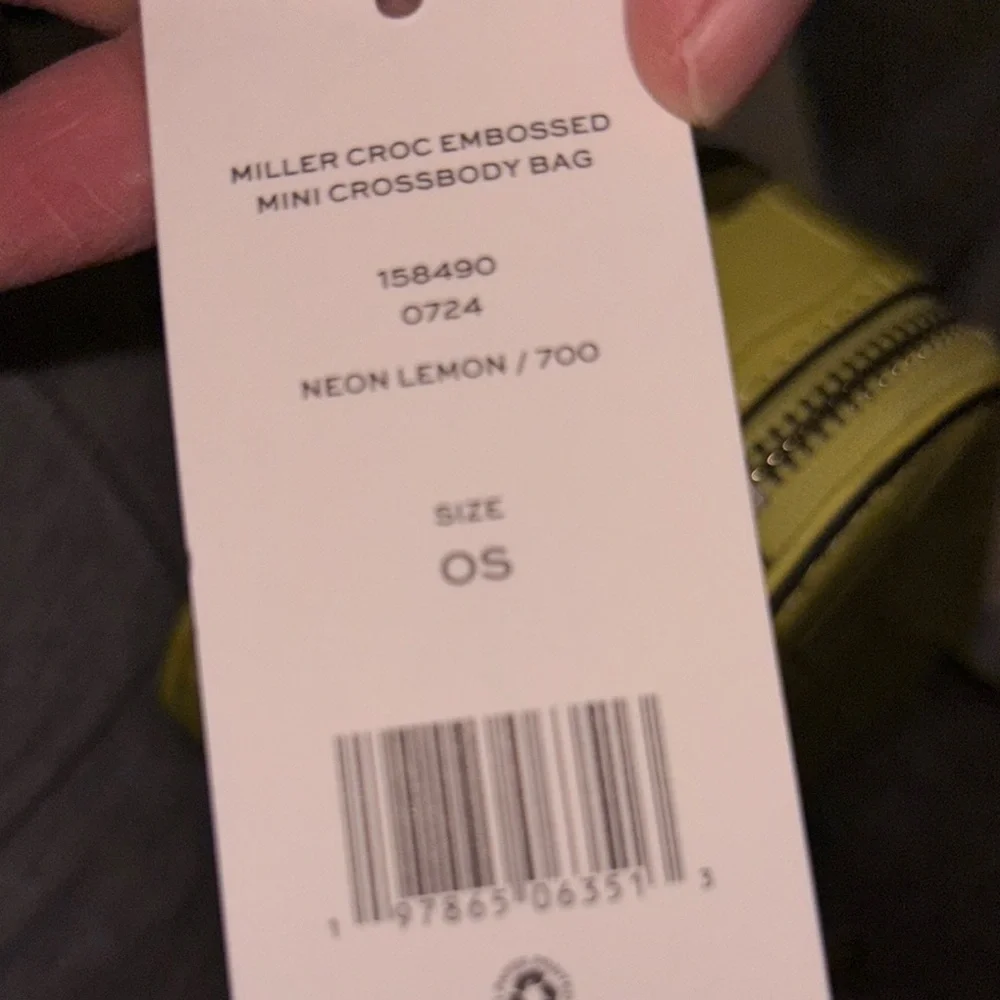 MILLER CROC EMBOSSED
MINI CROSSBODY BAG
158490
0724
NEON LEMON / 700
SIZE
OS
1 97865 06351 3